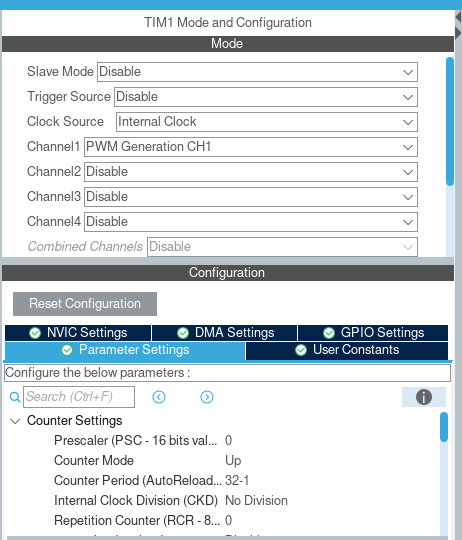 TIM1 Mode and Configuration
Mode
Slave Mode Disable
Trigger Source Disable
Clock Source Internal Clock
Channel1 PWM Generation CH1
Channel2 Disable
Channel3 Disable
Channel4 Disable
Combined Channels Disable
Configuration
Reset Configuration
NVIC Settings DMA Settings GPIO Settings
Parameter Settings User Constants
Configure the below parameters :
Search (Ctrl+F)
Counter Settings
Prescaler (PSC - 16 bits val... 0
Counter Mode Up
Counter Period (AutoReload... 32-1
Internal Clock Division (CKD) No Division
Repetition Counter (RCR - 8... 0